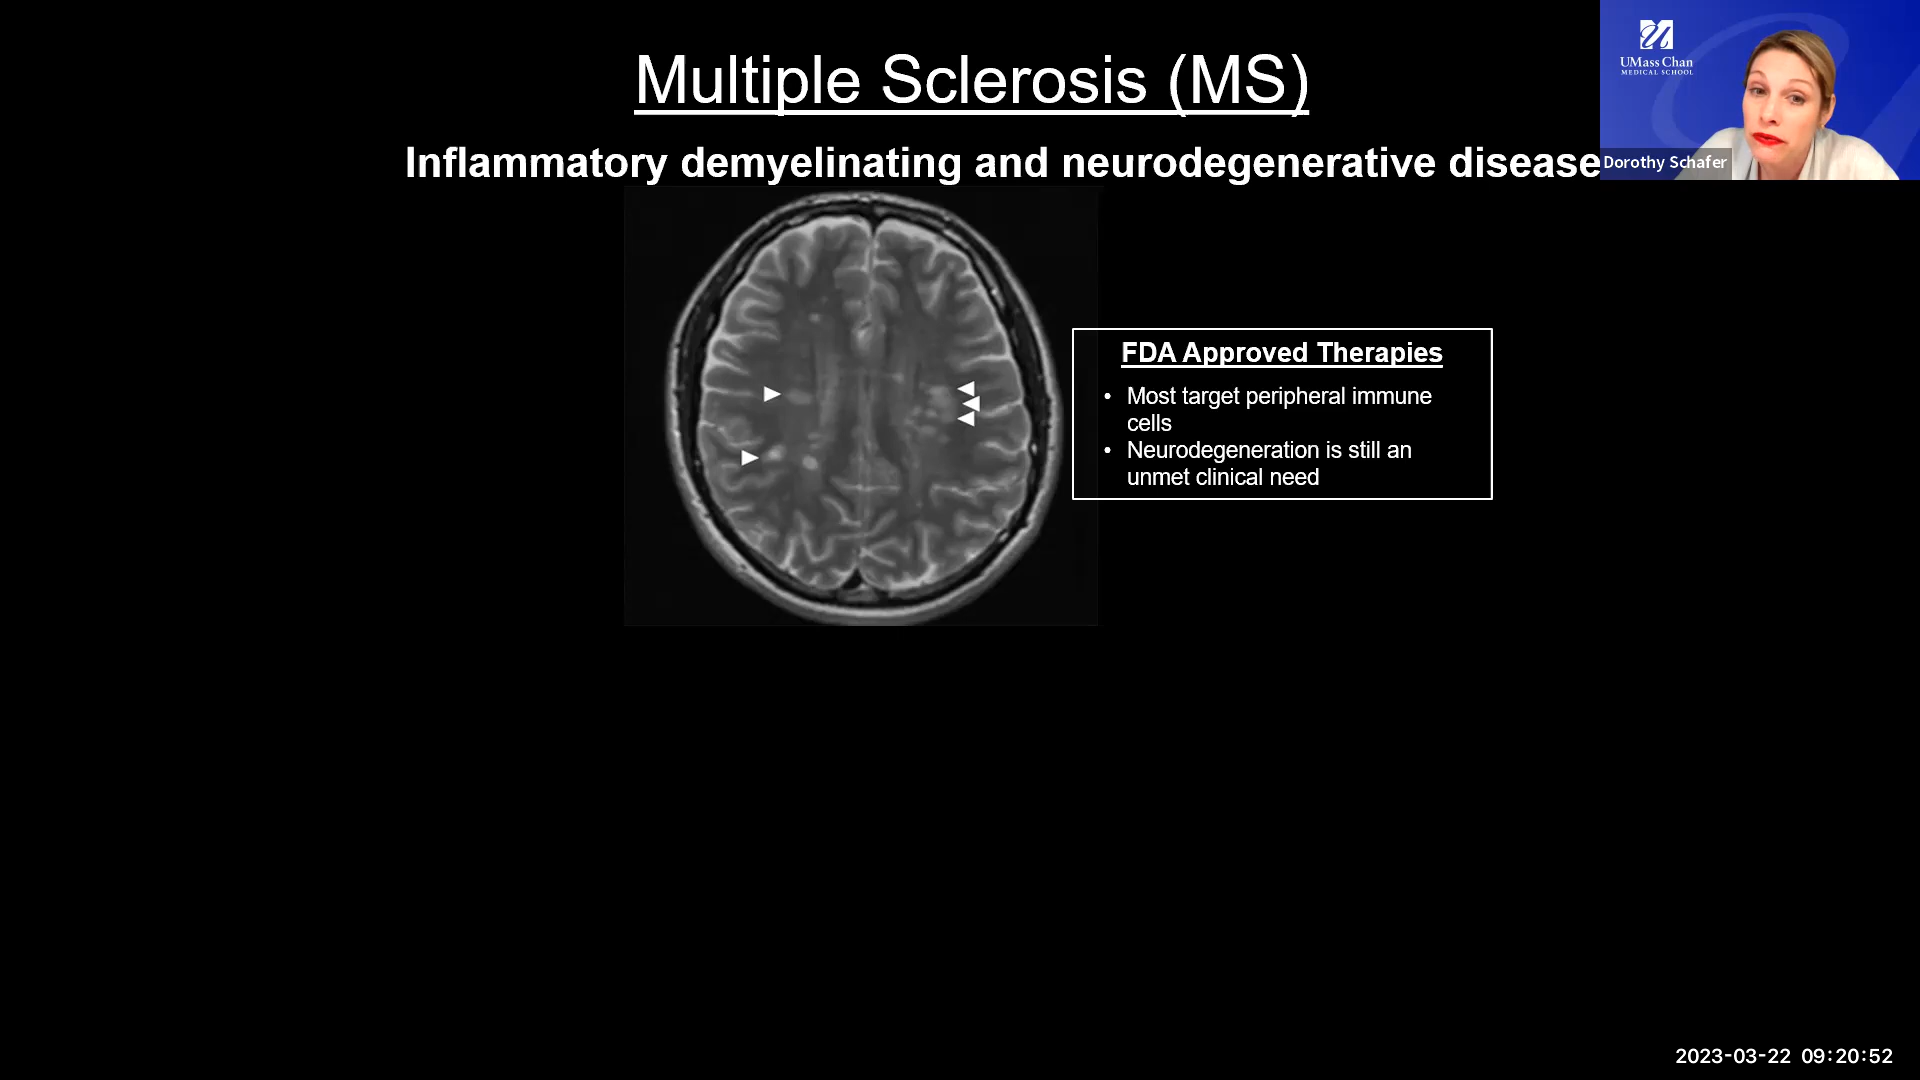 Multiple Sclerosis (MS)
Inflammatory demyelinating and neurodegenerative disease
UMass Chan
MEDICAL SCHOOL
Dorothy Schafer
FDA Approved Therapies
• Most target peripheral immune
cells
• Neurodegeneration is still an
unmet clinical need
2023-03-22 09:20:52